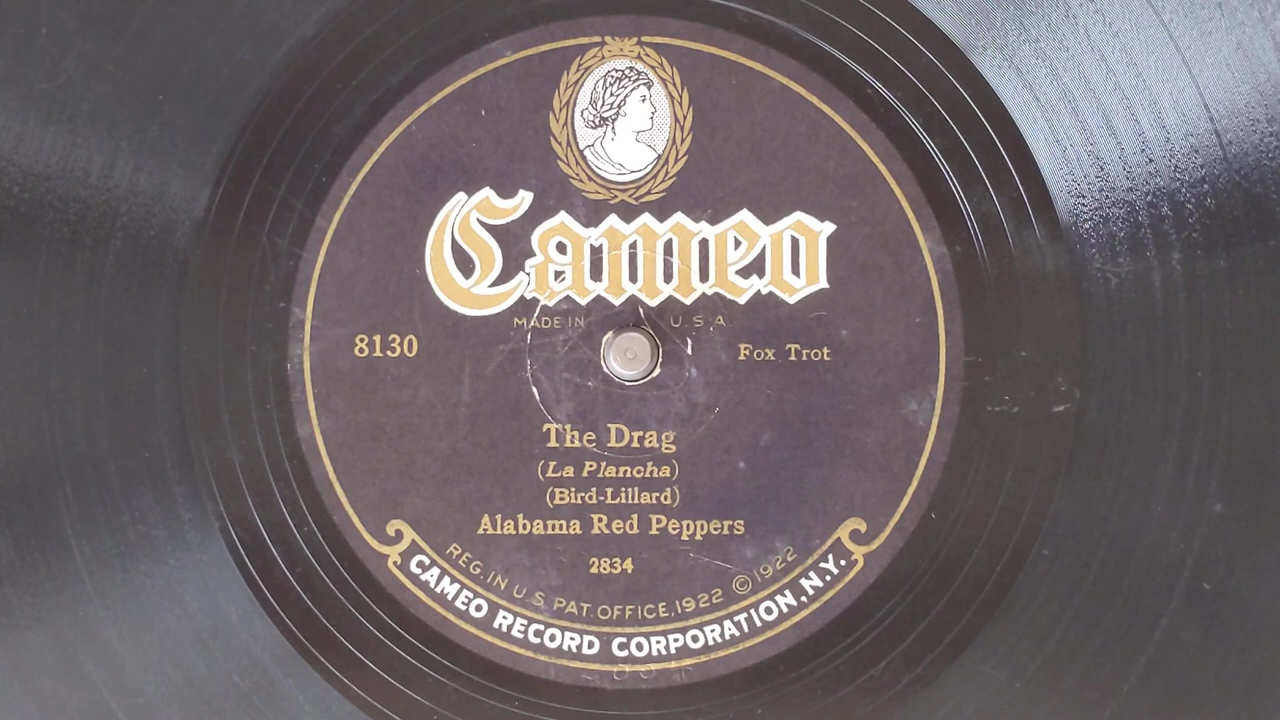 Cameo
MADE IN U.S.A.
8130
Fox Trot
The Drag
(La Plancha)
(Bird-Lillard)
Alabama Red Peppers
2834
REG. IN U.S. PAT. OFFICE, 1922 © 1922
CAMEO RECORD CORPORATION, N.Y.